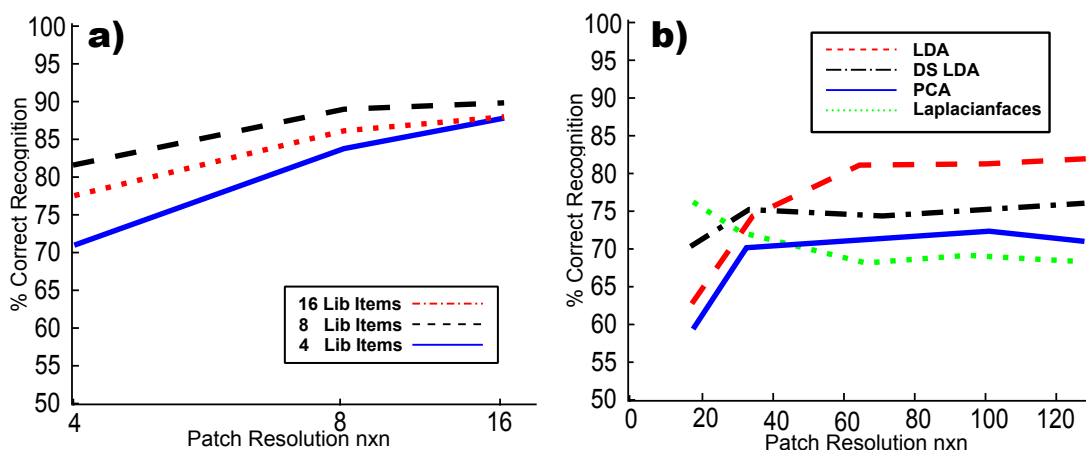 a)
% Correct Recognition
100
95
90
85
80
75
70
65
60
55
50
4
8
16
Patch Resolution nxn
16 Lib Items
8 Lib Items
4 Lib Items
b)
% Correct Recognition
100
95
90
85
80
75
70
65
60
55
50
0
20
40
60
80
100
120
Patch Resolution nxn
LDA
DS LDA
PCA
Laplacianfaces